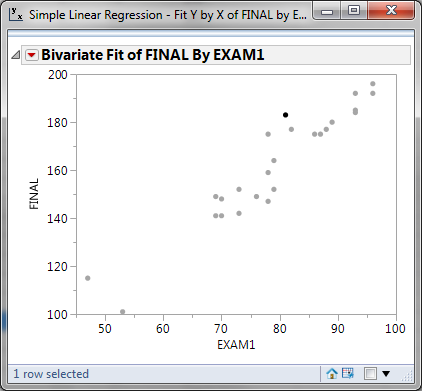 Simple Linear Regression - Fit Y by X of FINAL by E...
Bivariate Fit of FINAL By EXAM1
200
180
160
140
120
100
FINAL
50 60 70 80 90 100
EXAM1
1 row selected